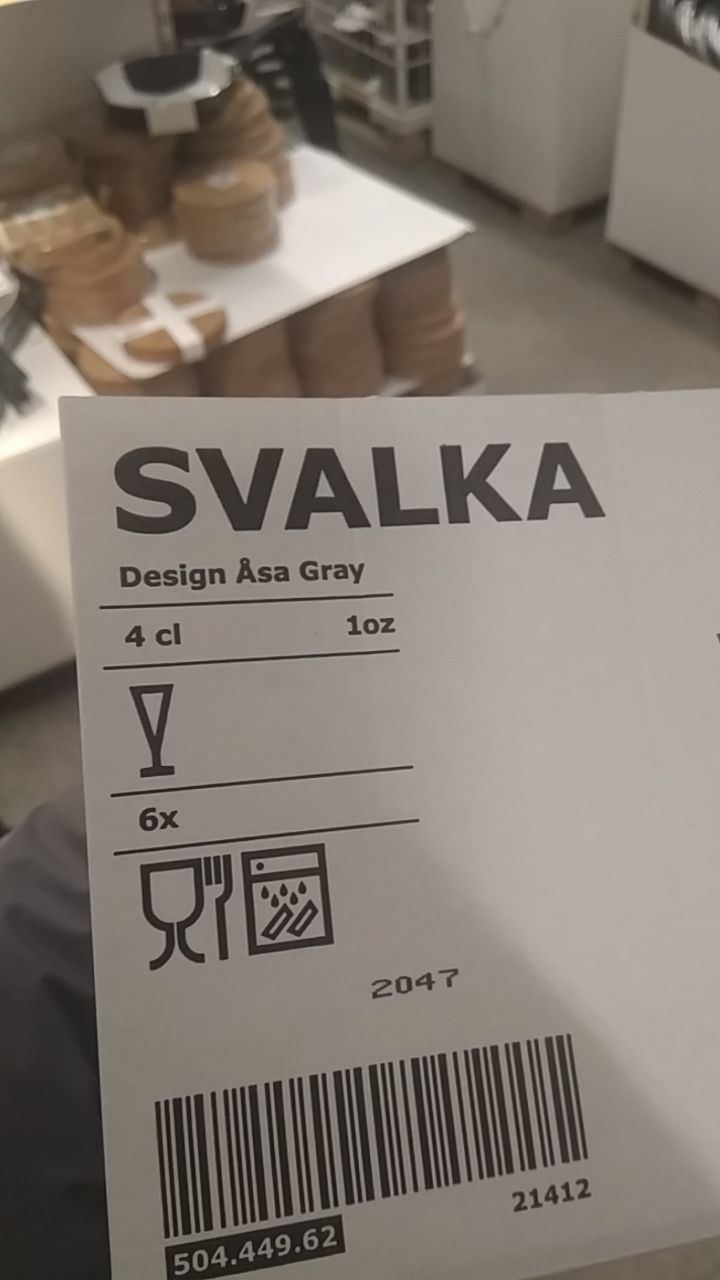 SVALKA
Design Åsa Gray
4 cl 1oz
6x
2047
21412
504.449.62